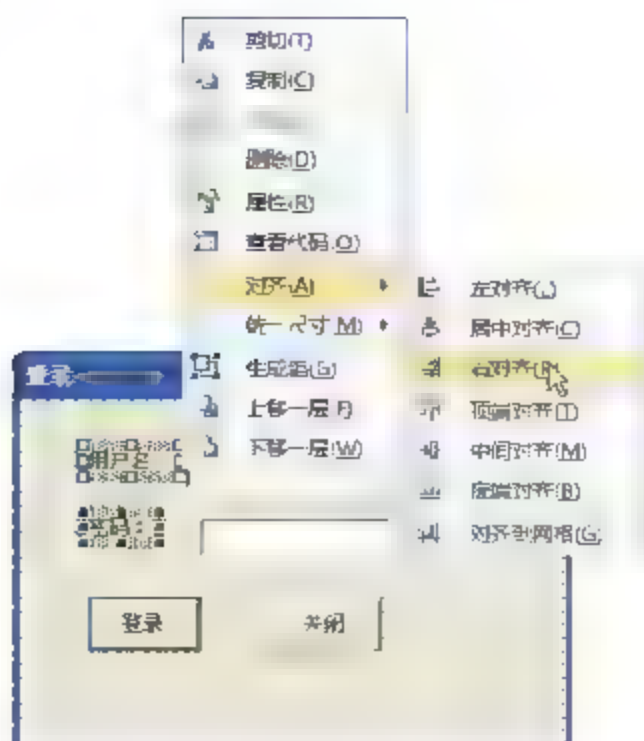 剪切(T)
复制(C)
删除(D)
属性(R)
查看代码(O)
对齐(A)
左对齐(L)
统一尺寸(M)
居中对齐(C)
登录
生成组(G)
右对齐(R)
上移一层
顶端对齐(T)
用户名
下移一层(W)
中间对齐(M)
底端对齐(B)
密码:
对齐到网格(G)
登录
关闭